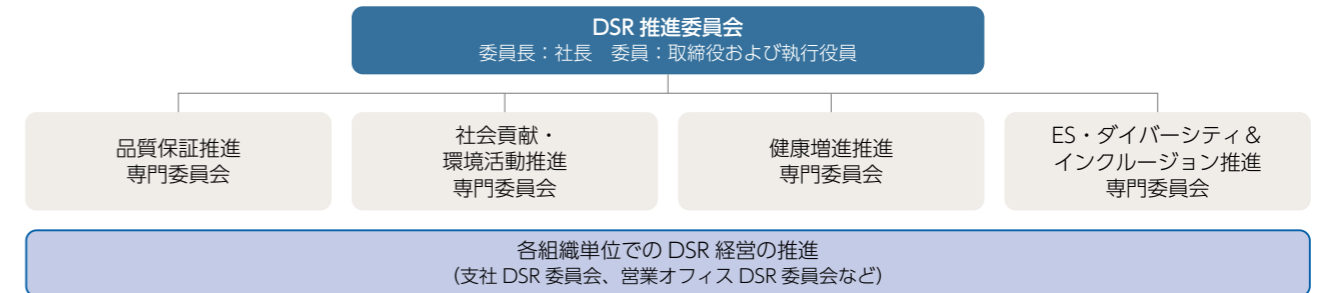 DSR 推進委員会
委員長：社長　委員：取締役および執行役員
品質保証推進
専門委員会
社会貢献・
環境活動推進
専門委員会
健康増進推進
専門委員会
ES・ダイバーシティ＆
インクルージョン推進
専門委員会
各組織単位での DSR 経営の推進
（支社 DSR 委員会、営業オフィス DSR 委員会など）